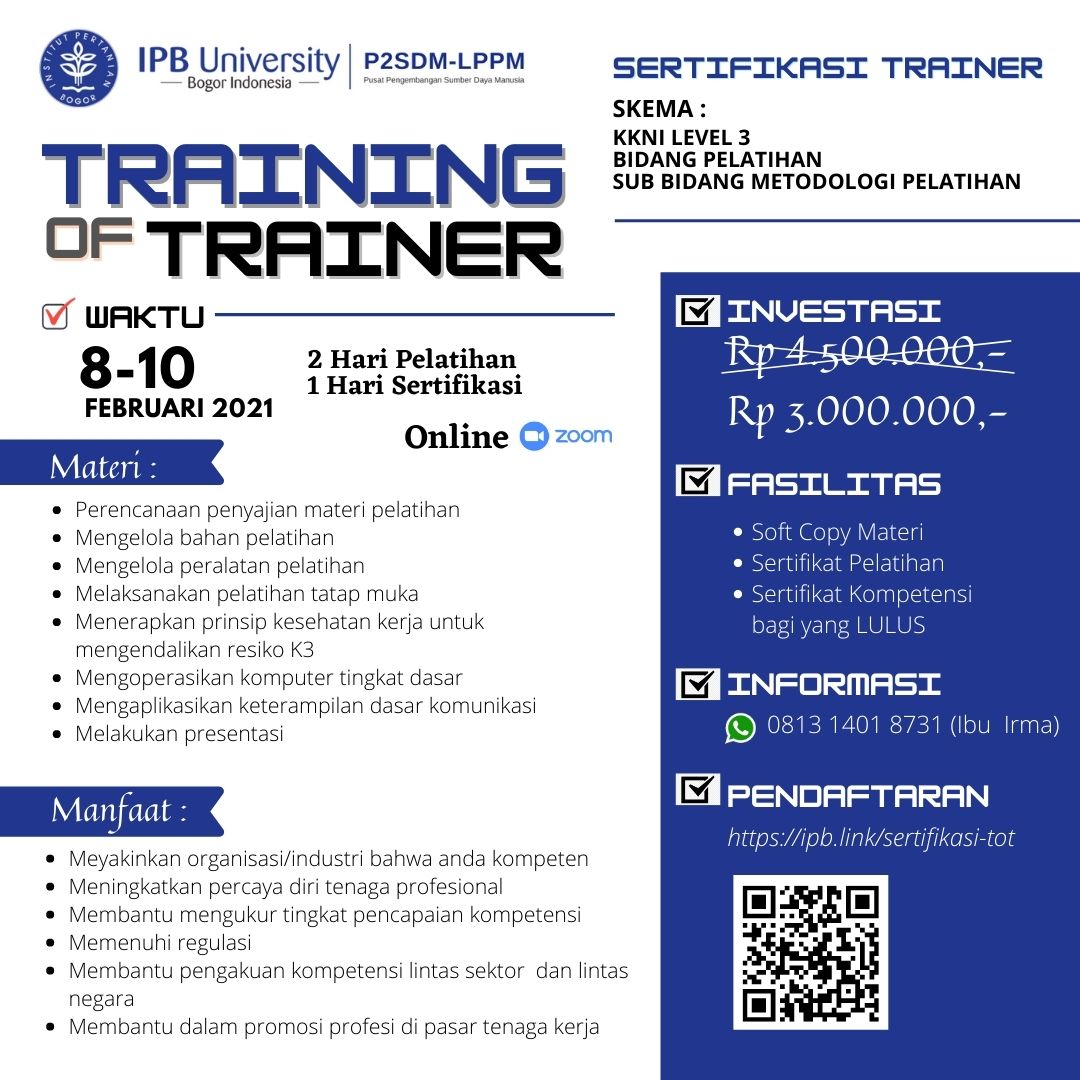 INSTITUT PERTANIAN
BOGOR
IPB University
Bogor Indonesia
P2SDM-LPPM
Pusat Pengembangan Sumber Daya Manusia
SERTIFIKASI TRAINER
SKEMA :
KKNI LEVEL 3
BIDANG PELATIHAN
SUB BIDANG METODOLOGI PELATIHAN
TRAINING
OF TRAINER
WAKTU
8-10
FEBRUARI 2021
2 Hari Pelatihan
1 Hari Sertifikasi
Online zoom
Materi :
• Perencanaan penyajian materi pelatihan
• Mengelola bahan pelatihan
• Mengelola peralatan pelatihan
• Melaksanakan pelatihan tatap muka
• Menerapkan prinsip kesehatan kerja untuk
mengendalikan resiko K3
• Mengoperasikan komputer tingkat dasar
• Mengaplikasikan keterampilan dasar komunikasi
• Melakukan presentasi
Manfaat :
• Meyakinkan organisasi/industri bahwa anda kompeten
• Meningkatkan percaya diri tenaga profesional
• Membantu mengukur tingkat pencapaian kompetensi
• Memenuhi regulasi
• Membantu pengakuan kompetensi lintas sektor dan lintas
negara
• Membantu dalam promosi profesi di pasar tenaga kerja
INVESTASI
Rp 4.500.000,-
Rp 3.000.000,-
FASILITAS
• Soft Copy Materi
• Sertifikat Pelatihan
• Sertifikat Kompetensi
bagi yang LULUS
INFORMASI
0813 1401 8731 (Ibu Irma)
PENDAFTARAN
https://ipb.link/sertifikasi-tot